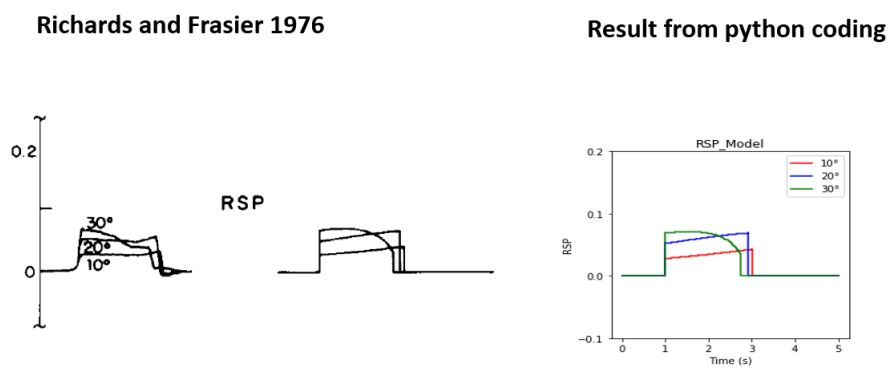 Richards and Frasier 1976
Result from python coding
0.2
0
30°
20°
10°
RSP
RSP_Model
0.2
0.1
0.0
−0.1
RSP
10°
20°
30°
0 1 2 3 4 5
Time (s)